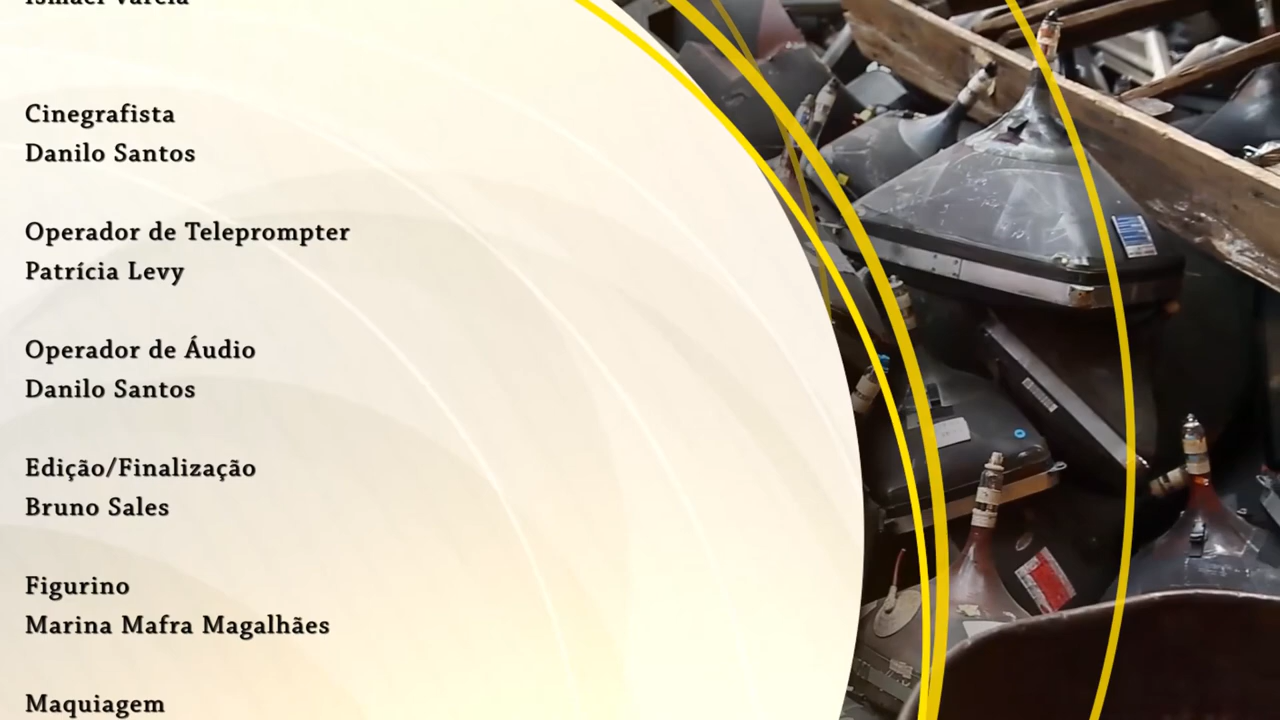 Cinegrafista
Danilo Santos
Operador de Teleprompter
Patrícia Levy
Operador de Áudio
Danilo Santos
Edição/Finalização
Bruno Sales
Figurino
Marina Mafra Magalhães
Maquiagem